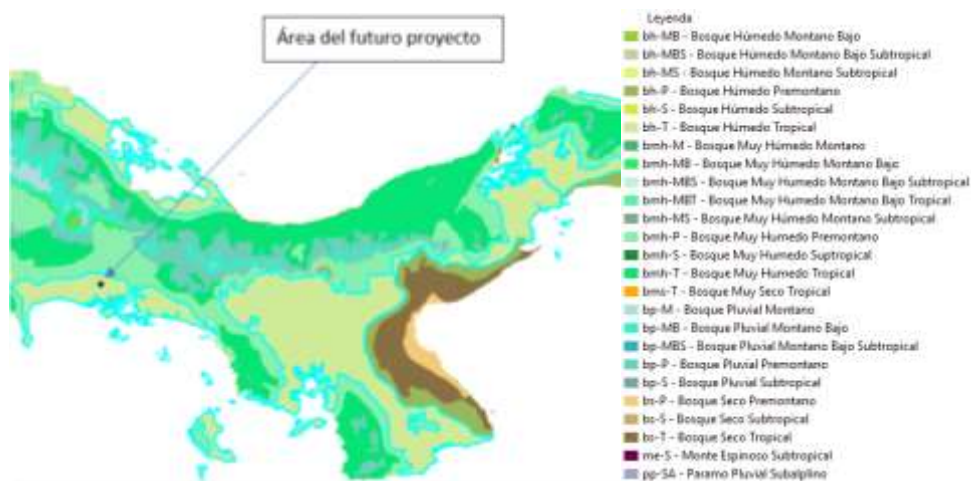 Área del futuro proyecto
Leyenda
bh-MB - Bosque Húmedo Montano Bajo
bh-MBS - Bosque Húmedo Montano Bajo Subtropical
bh-MS - Bosque Húmedo Montano Subtropical
bh-P - Bosque Húmedo Premontano
bh-S - Bosque Húmedo Subtropical
bh-T - Bosque Húmedo Tropical
bmh-M - Bosque Muy Húmedo Montano
bmh-MB - Bosque Muy Húmedo Montano Bajo
bmh-MBS - Bosque Muy Humedo Montano Bajo Subtropical
bmh-MBT - Bosque Muy Humedo Montano Bajo Tropical
bmh-MS - Bosque Muy Húmedo Montano Subtropical
bmh-P - Bosque Muy Humedo Premontano
bmh-S - Bosque Muy Humedo Suptropical
bmh-T - Bosque Muy Humedo Tropical
bms-T - Bosque Muy Seco Tropical
bp-M - Bosque Pluvial Montano
bp-MB - Bosque Pluvial Montano Bajo
bp-MBS - Bosque Pluvial Montano Bajo Subtropical
bp-P - Bosque Pluvial Premontano
bp-S - Bosque Pluvial Subtropical
bs-P - Bosque Seco Premontano
bs-S - Bosque Seco Subtropical
bs-T - Bosque Seco Tropical
me-S - Monte Espinoso Subtropical
pp-SA - Paramo Pluvial Subalplino